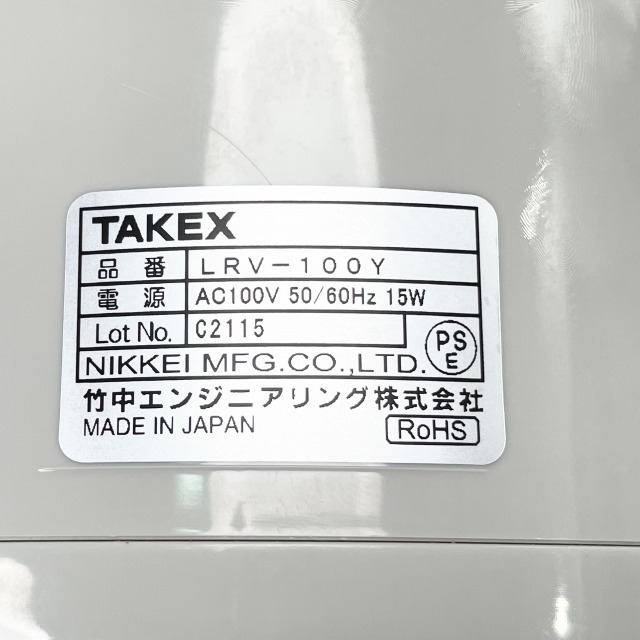 TAKEX
品番 LRV-100Y
電源 AC100V 50/60Hz 15W
Lot No. C2115
PS
E
NIKKEI MFG.CO.,LTD.
竹中エンジニアリング株式会社
MADE IN JAPAN RoHS